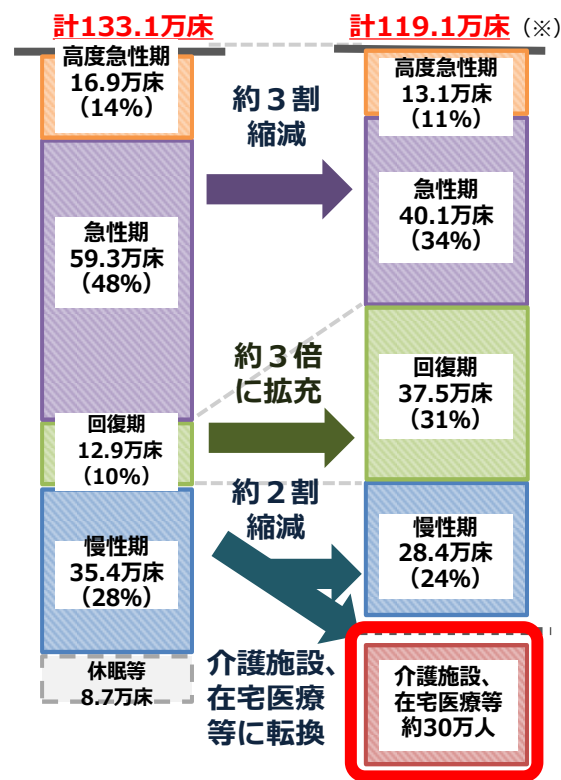 計133.1万床
計119.1万床（※）
高度急性期
16.9万床
（14%）
急性期
59.3万床
（48%）
回復期
12.9万床
（10%）
慢性期
35.4万床
（28%）
休眠等
8.7万床
約３割
縮減
約３倍
に拡充
約２割
縮減
介護施設、
在宅医療
等に転換
高度急性期
13.1万床
（11%）
急性期
40.1万床
（34%）
回復期
37.5万床
（31%）
慢性期
28.4万床
（24%）
介護施設、
在宅医療等
約30万人